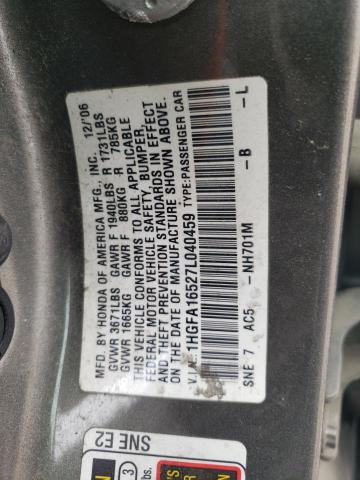 MFD. BY HONDA OF AMERICA MFG., INC. 12/'06
GVWR 3671LBS GAWR F 1940LBS R 1731LBS
GVWR 1665KG GAWR F 880KG R 785KG
THIS VEHICLE CONFORMS TO ALL APPLICABLE
FEDERAL MOTOR VEHICLE SAFETY, BUMPER,
AND THEFT PREVENTION STANDARDS IN EFFECT
ON THE DATE OF MANUFACTURE SHOWN ABOVE.
V.I.N.: 1HGFA16527L040459 TYPE:PASSENGER CAR
SNE 7 AC5 - NH701M - B - L
SNE E2
3
bs.